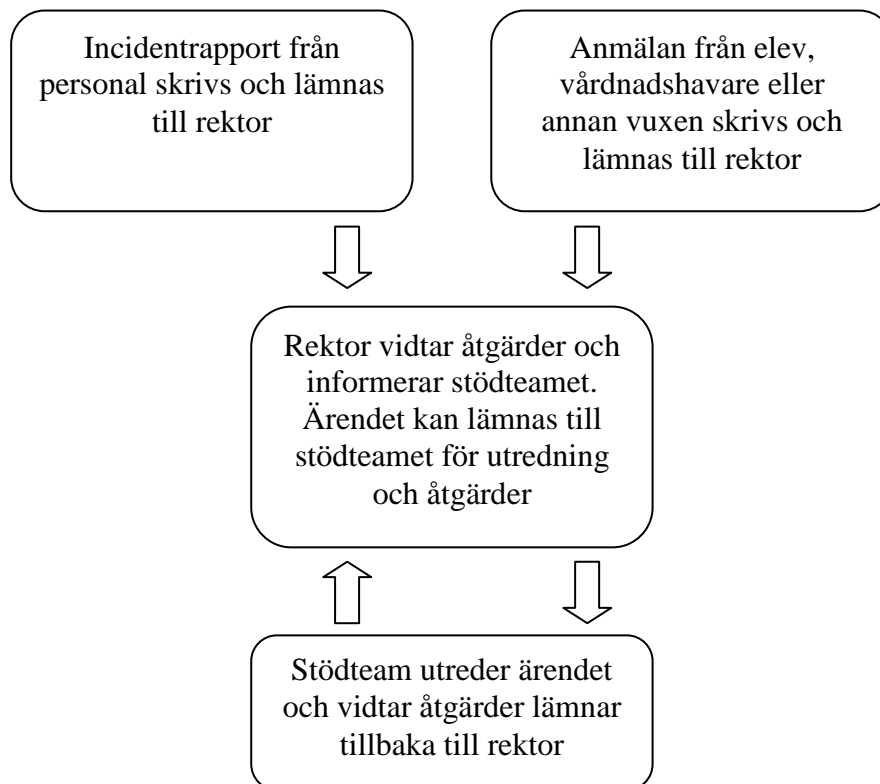 Incidentrapport från
personal skrivs och lämnas
till rektor
Anmälan från elev,
vårdnadshavare eller
annan vuxen skrivs och
lämnas till rektor
Rektor vidtar åtgärder och
informerar stödteamet.
Ärendet kan lämnas till
stödteamet för utredning
och åtgärder
Stödteam utreder ärendet
och vidtar åtgärder lämnar
tillbaka till rektor